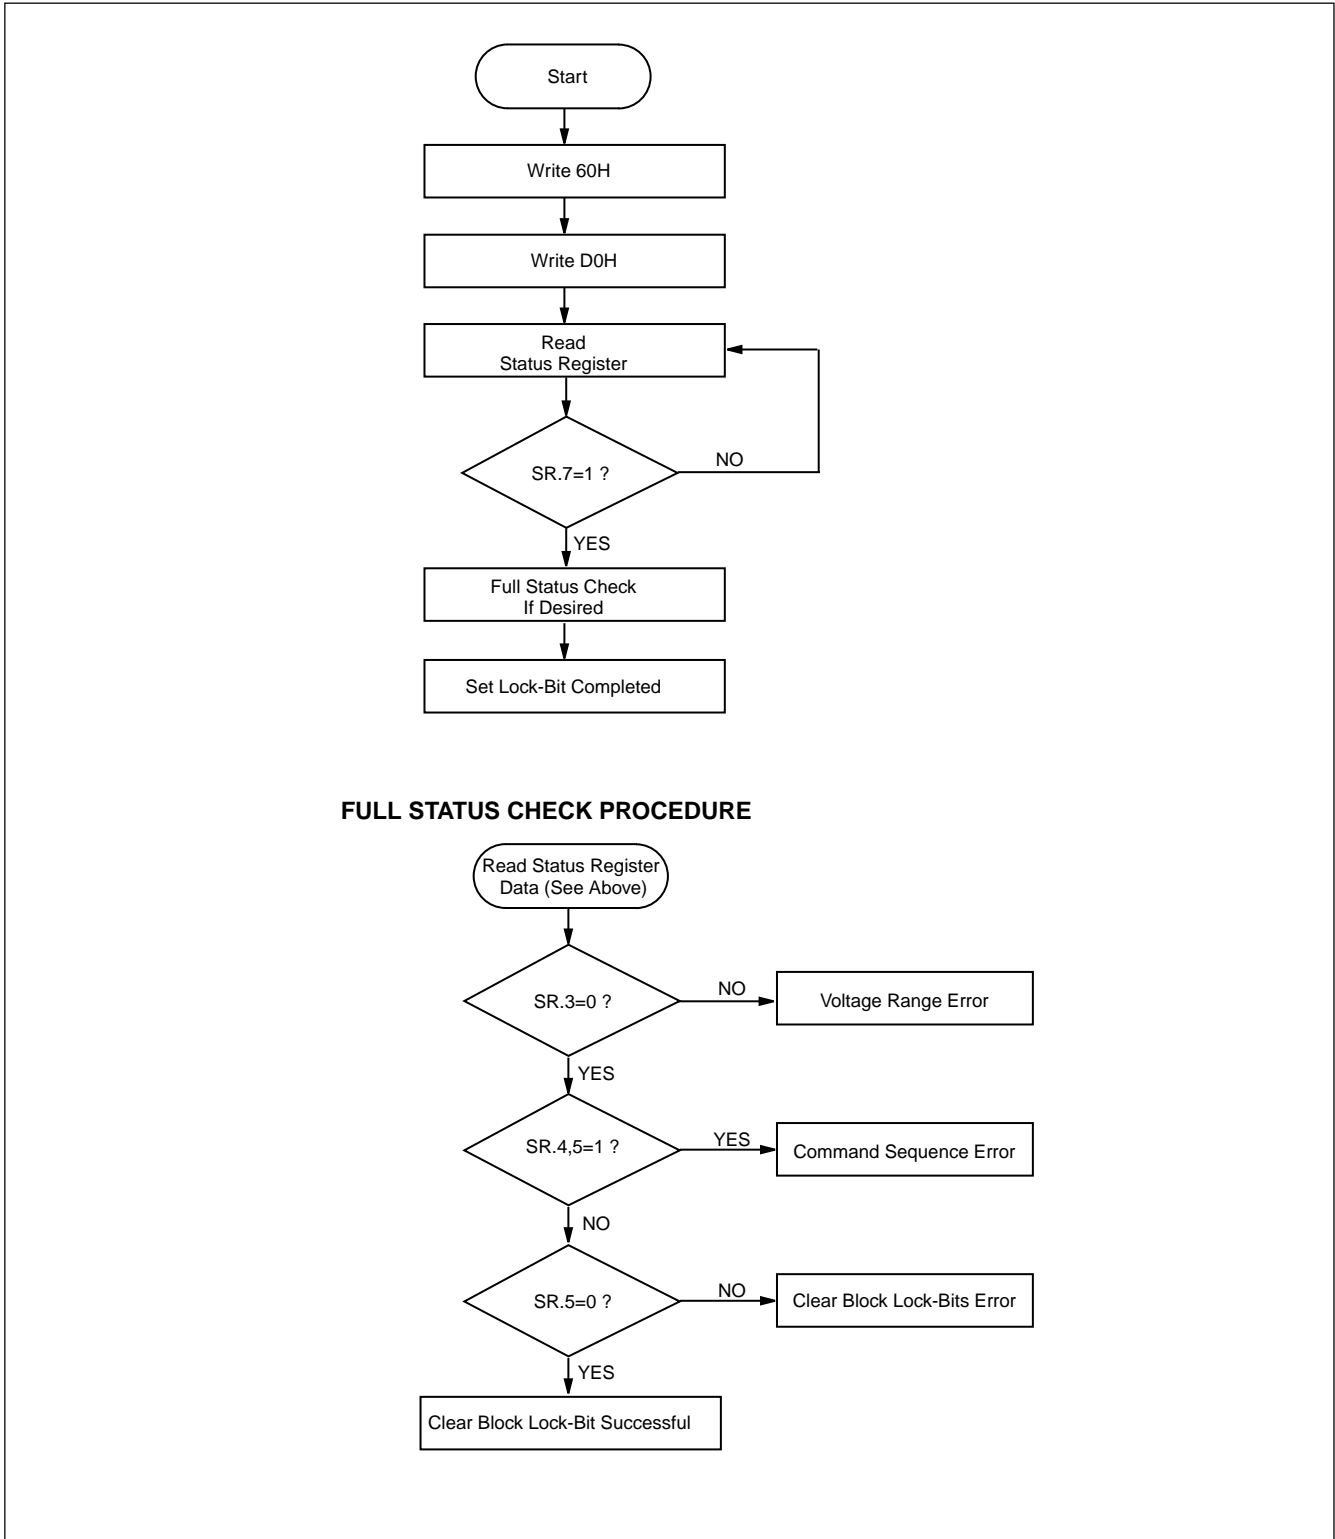 Start
Write 60H
Write D0H
Read
Status Register
SR.7=1 ?
NO
YES
Full Status Check
If Desired
Set Lock-Bit Completed
FULL STATUS CHECK PROCEDURE
Read Status Register
Data (See Above)
SR.3=0 ?
NO
Voltage Range Error
YES
SR.4,5=1 ?
YES
Command Sequence Error
NO
SR.5=0 ?
NO
Clear Block Lock-Bits Error
YES
Clear Block Lock-Bit Successful